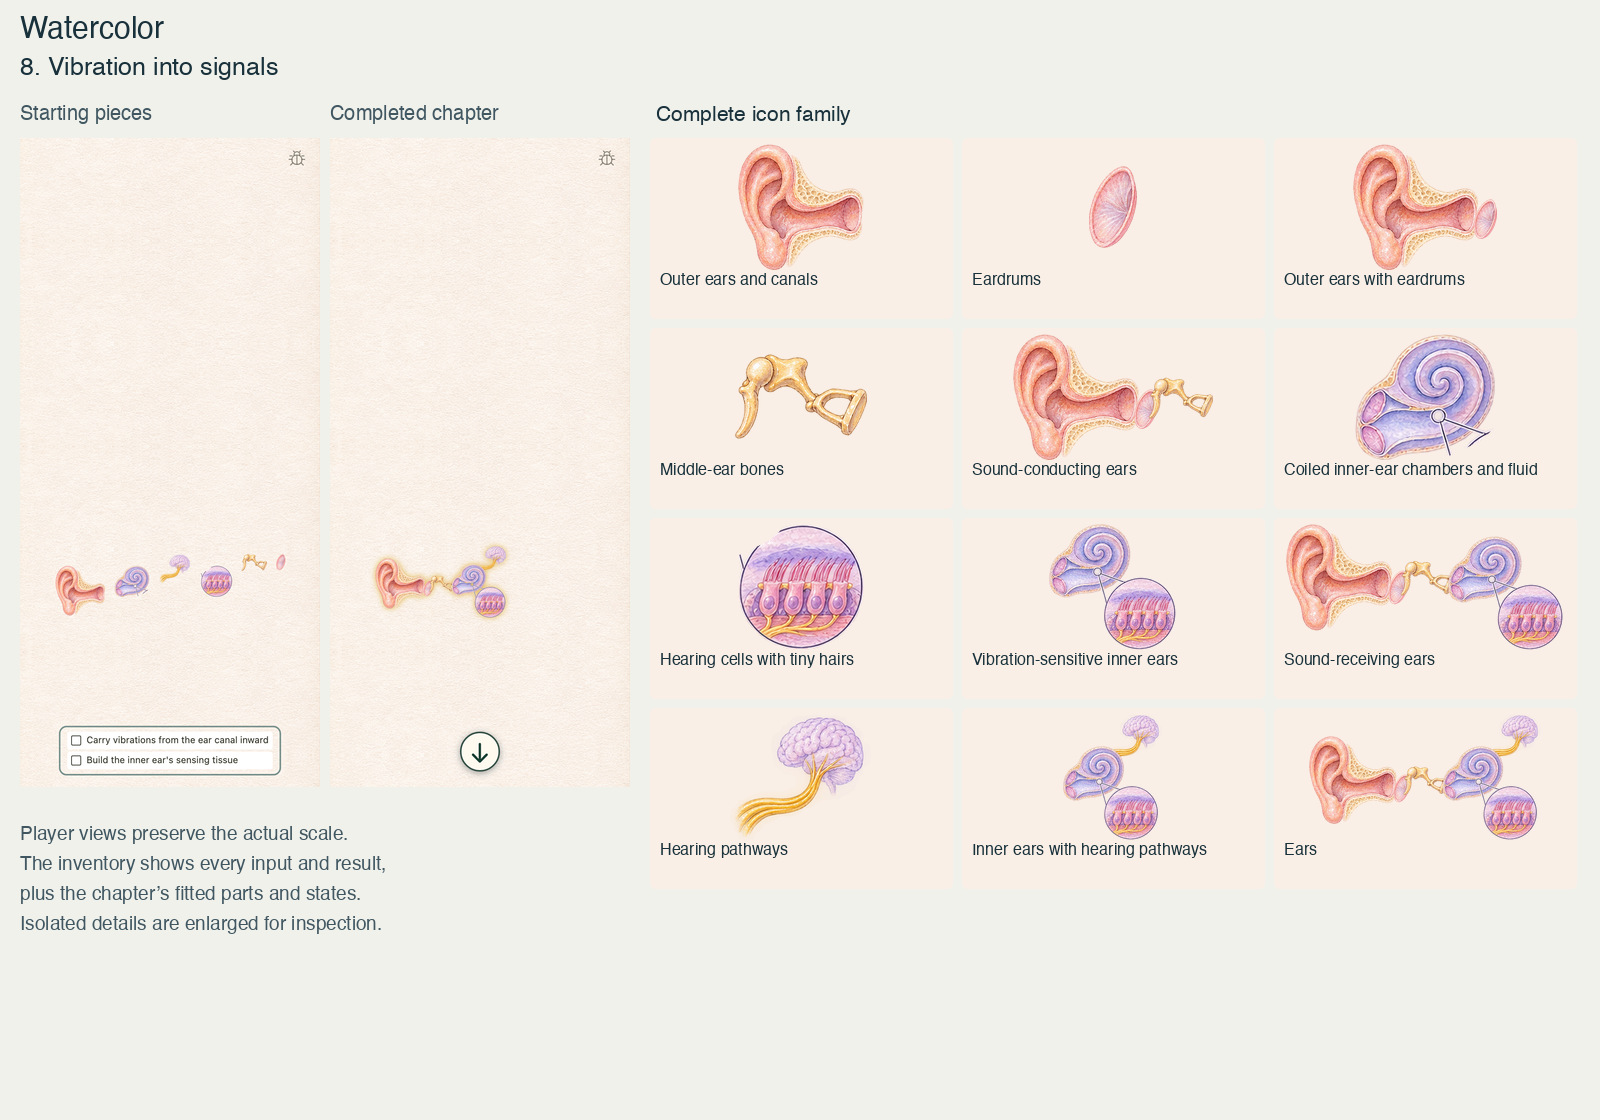 Watercolor
8. Vibration into signals
Starting pieces
Completed chapter
Complete icon family
Outer ears and canals
Eardrums
Outer ears with eardrums
Middle-ear bones
Sound-conducting ears
Coiled inner-ear chambers and fluid
Hearing cells with tiny hairs
Vibration-sensitive inner ears
Sound-receiving ears
Hearing pathways
Inner ears with hearing pathways
Ears
Carry vibrations from the ear canal inward
Build the inner ear's sensing tissue
Player views preserve the actual scale.
The inventory shows every input and result,
plus the chapter’s fitted parts and states.
Isolated details are enlarged for inspection.